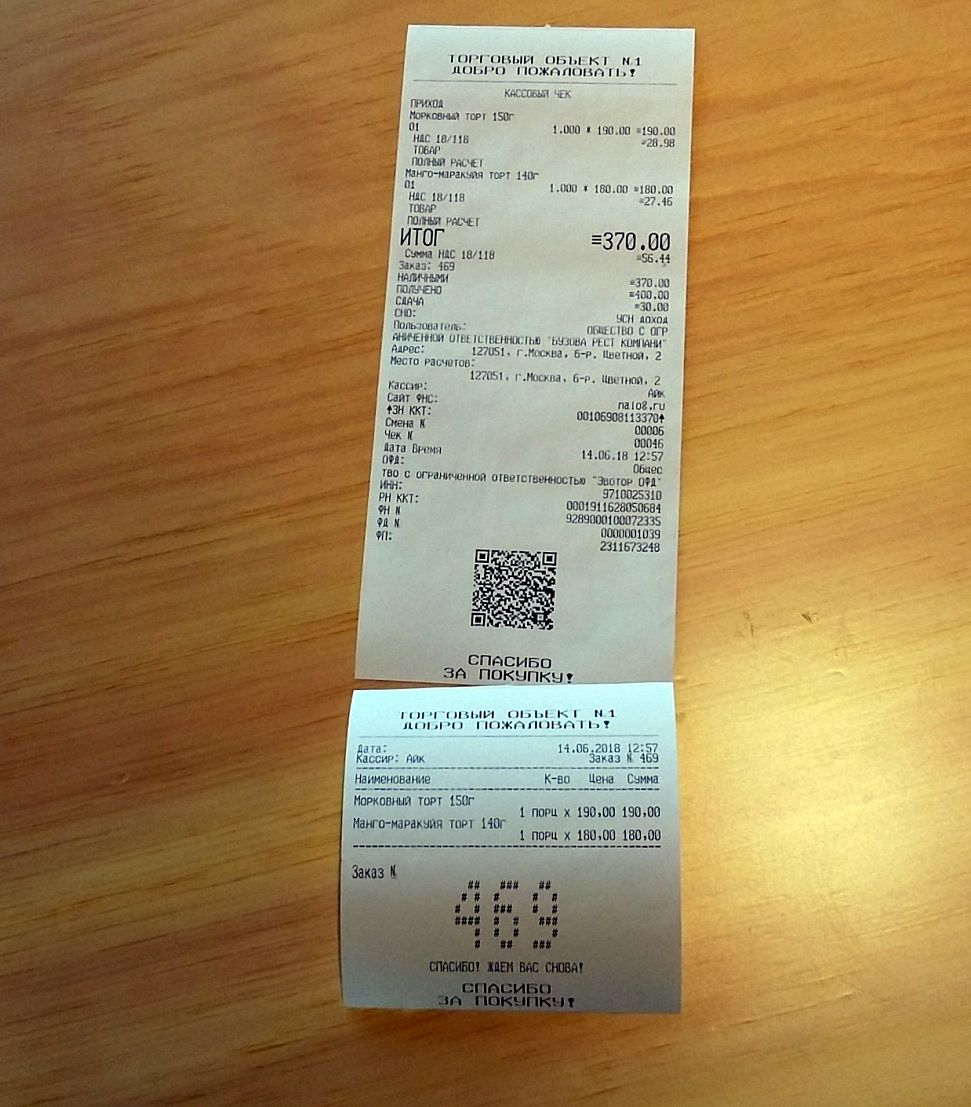 ТОРГОВЫЙ ОБЪЕКТ N1
ДОБРО ПОЖАЛОВАТЬ!
КАССОВЫЙ ЧЕК
ПРИХОД
Морковный торт 150г
01 1.000 * 190.00 =190.00
НДС 18/118 =28.98
ТОВАР
ПОЛНЫЙ РАСЧЕТ
Манго-маракуйя торт 140г
01 1.000 * 180.00 =180.00
НДС 18/118 =27.46
ТОВАР
ПОЛНЫЙ РАСЧЕТ
ИТОГ =370.00
Сумма НДС 18/118 =56.44
Заказ: 469
НАЛИЧНЫМИ =370.00
ПОЛУЧЕНО =400.00
СДАЧА =30.00
СНО: УСН доход
Пользователь: ОБЩЕСТВО С ОГР
АНИЧЕННОЙ ОТВЕТСТВЕННОСТЬЮ "БУЗОВА РЕСТ КОМПАНИ"
Адрес: 127051, г.Москва, б-р. Цветной, 2
Место расчетов:
127051, г.Москва, б-р. Цветной, 2
Кассир: Айк
Сайт ФНС: nalog.ru
ЗН ККТ: 00106908113370
Смена N 00006
Чек N 00046
Дата Время 14.06.18 12:57
ОФД: Общес
тво с ограниченной ответственностью "Эвотор ОФД"
ИНН: 9710025310
РН ККТ: 0001911628050684
ФН N 9289000100072335
ФД N 0000001039
ФП: 2311673248
СПАСИБО
ЗА ПОКУПКУ!
ТОРГОВЫЙ ОБЪЕКТ N1
ДОБРО ПОЖАЛОВАТЬ!
Дата: 14.06.2018 12:57
Кассир: Айк Заказ N 469
Наименование К-во Цена Сумма
Морковный торт 150г
1 порц X 190,00 190,00
Манго-маракуйя торт 140г
1 порц X 180,00 180,00
Заказ N
469
СПАСИБО! ЖДЕМ ВАС СНОВА!
СПАСИБО
ЗА ПОКУПКУ!